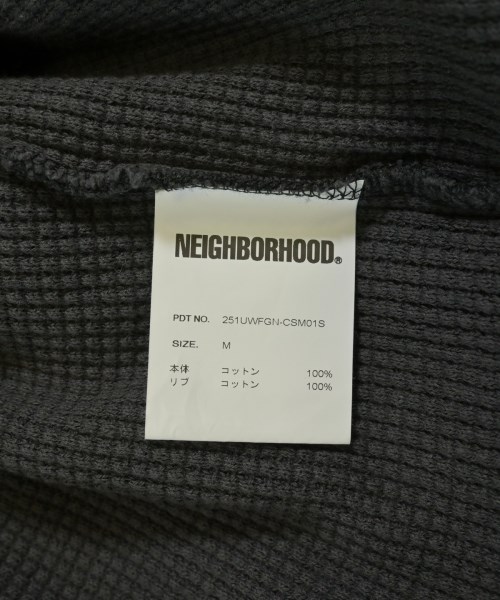 NEIGHBORHOOD®
PDT NO. 251UWFGN-CSM01S
SIZE. M
本体 コットン 100%
リブ コットン 100%